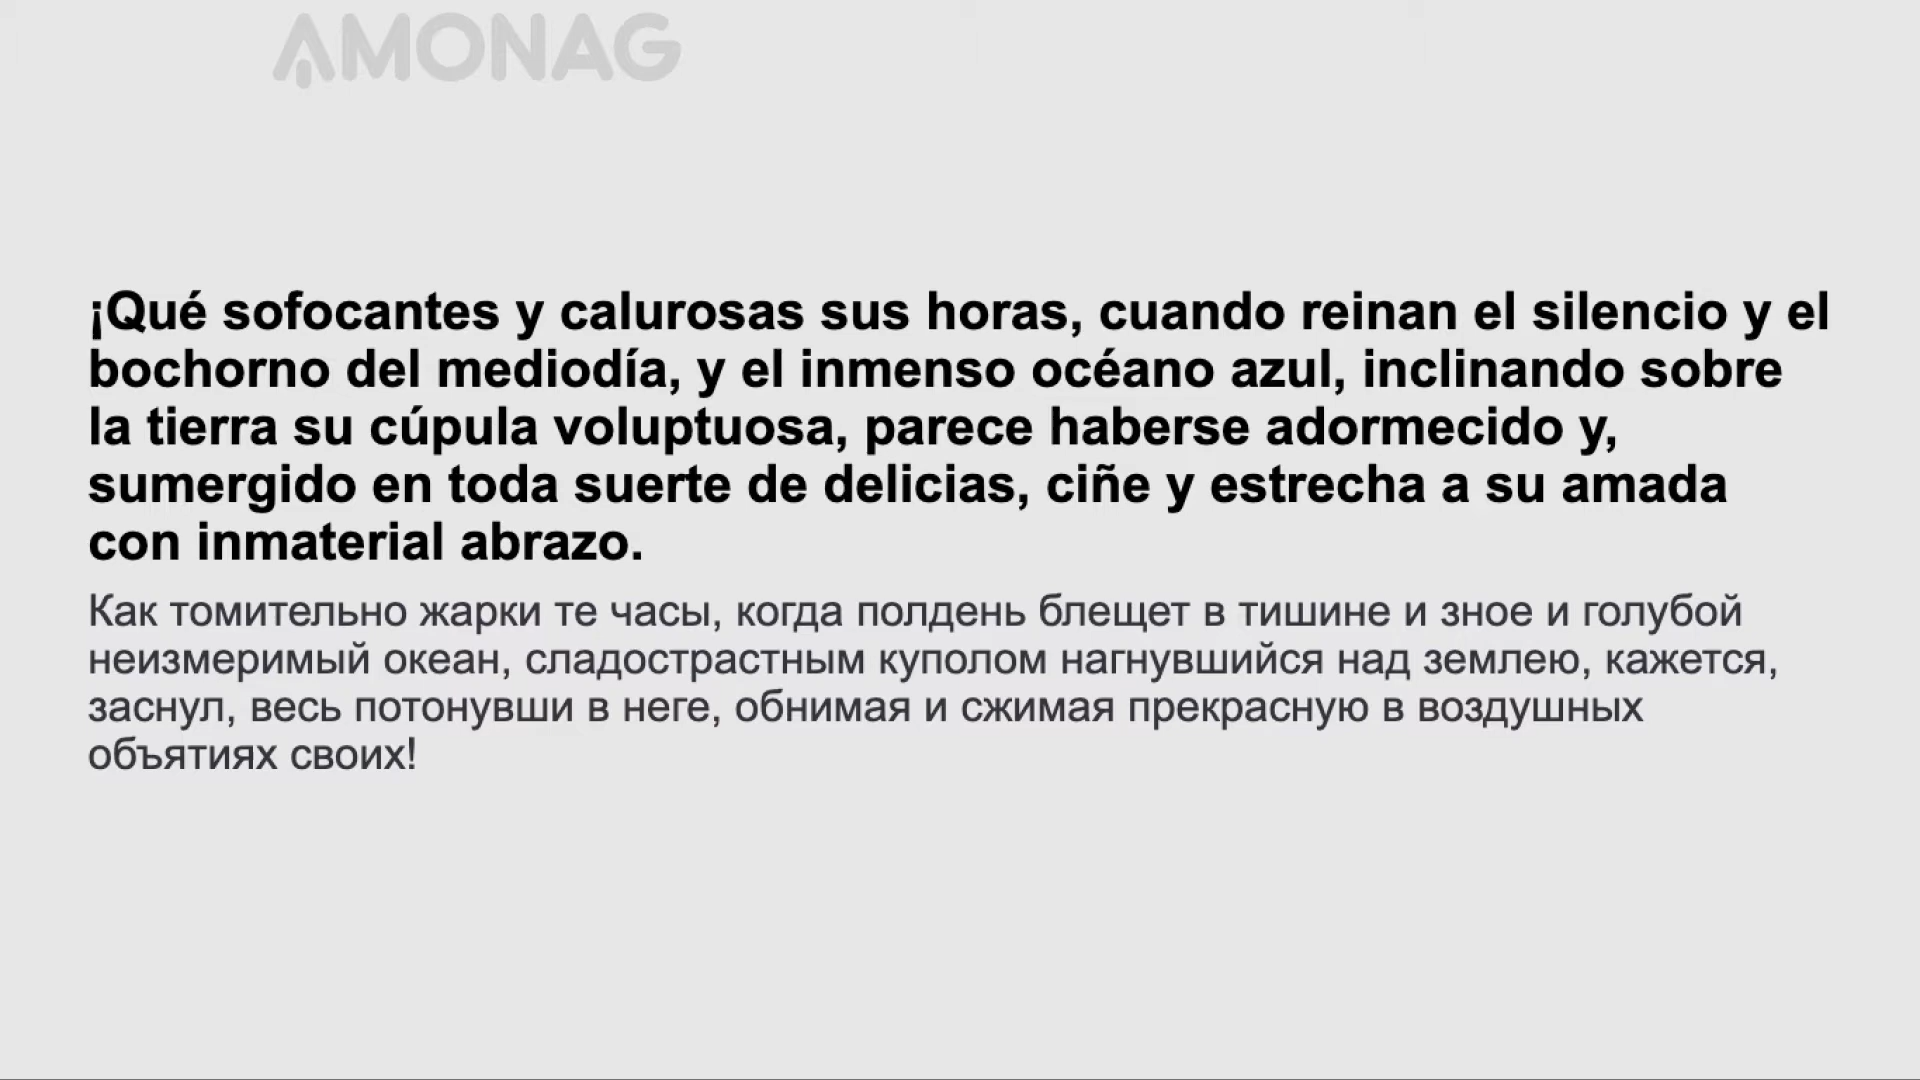 AMONAG
¡Qué sofocantes y calurosas sus horas, cuando reinan el silencio y el
bochorno del mediodía, y el inmenso océano azul, inclinando sobre
la tierra su cúpula voluptuosa, parece haberse adormecido y,
sumergido en toda suerte de delicias, ciñe y estrecha a su amada
con inmaterial abrazo.
Как томительно жарки те часы, когда полдень блещет в тишине и зное и голубой
неизмеримый океан, сладострастным куполом нагнувшийся над землею, кажется,
заснул, весь потонувши в неге, обнимая и сжимая прекрасную в воздушных
объятиях своих!